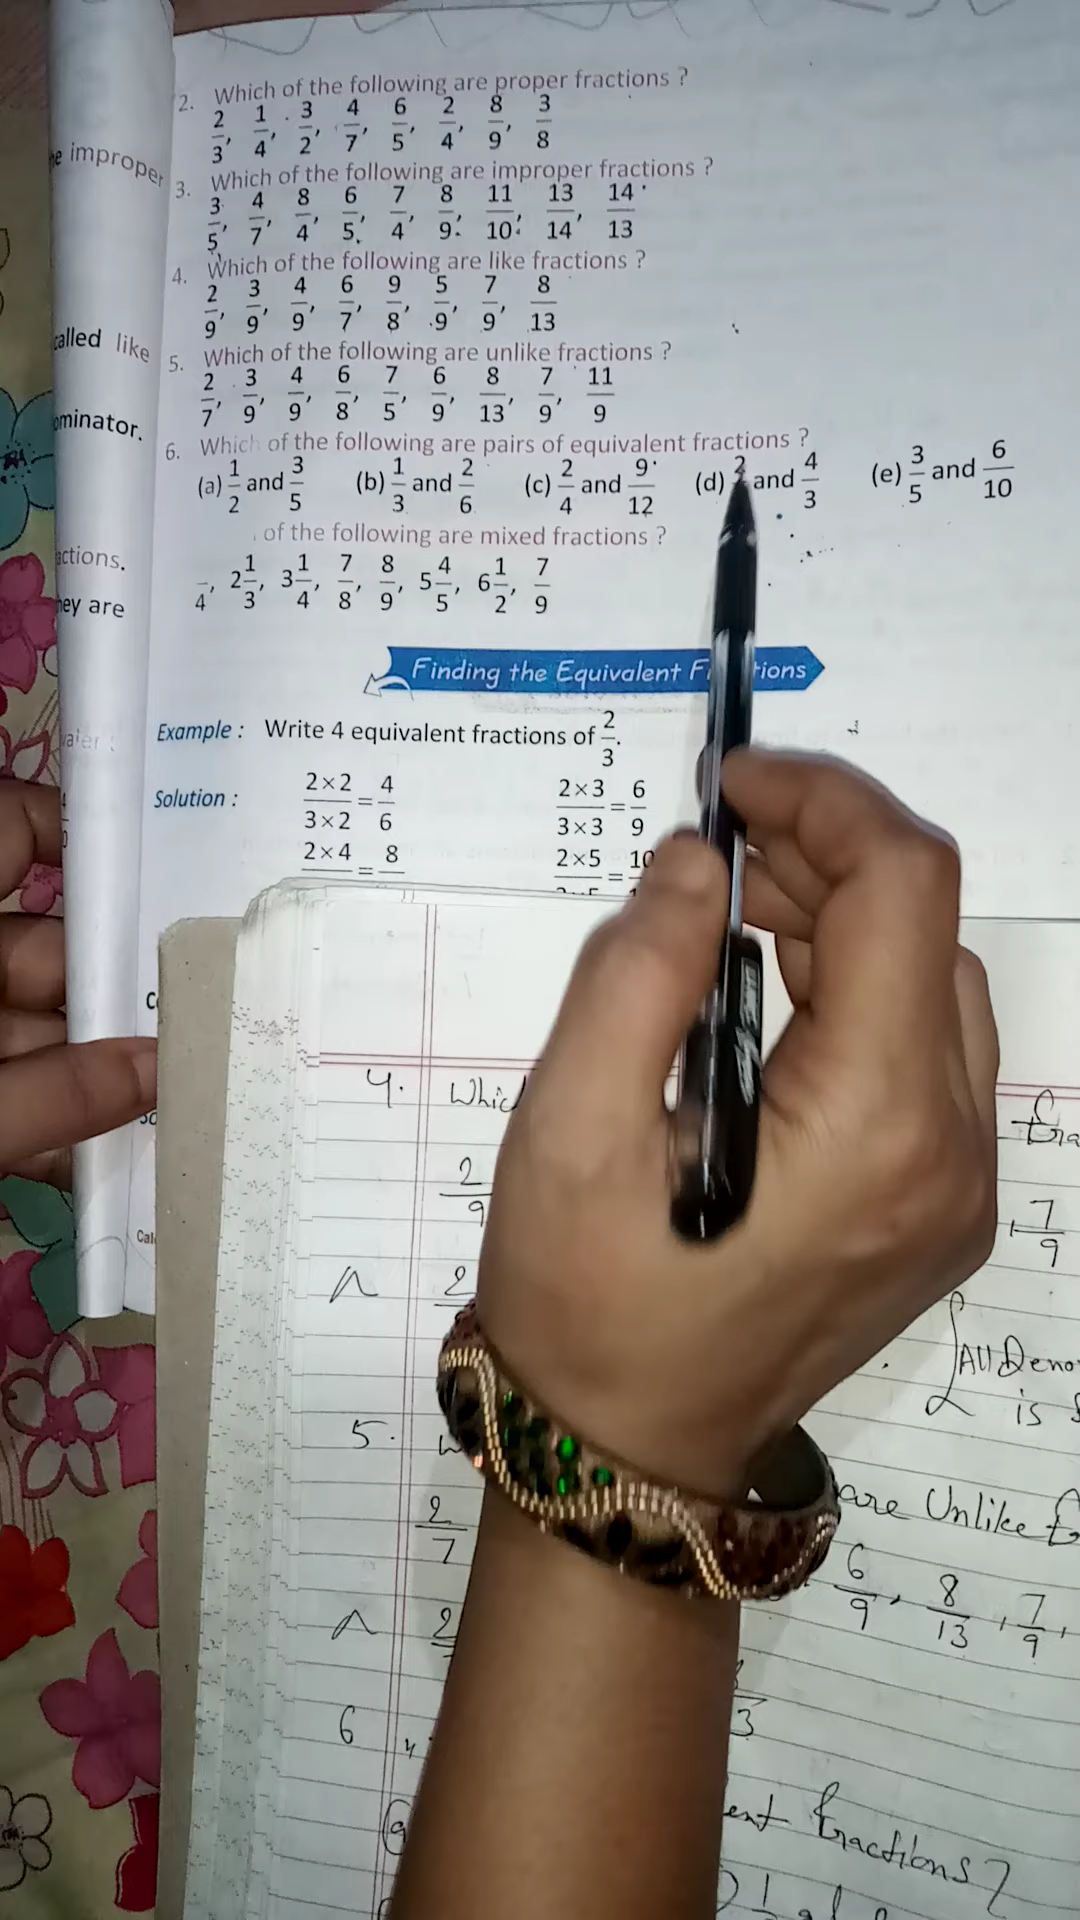 2. Which of the following are proper fractions ?
2/3, 1/4, 3/2, 4/7, 6/5, 2/4, 8/9, 3/8
e improper
3. Which of the following are improper fractions ?
3/5, 4/7, 8/4, 6/5, 7/4, 8/9, 11/10, 13/14, 14/13
4. Which of the following are like fractions ?
2/9, 3/9, 4/9, 6/7, 9/8, 5/9, 7/9, 8/13
called like
5. Which of the following are unlike fractions ?
2/7, 3/9, 4/9, 6/8, 7/5, 6/9, 8/13, 7/9, 11/9
ominator.
6. Which of the following are pairs of equivalent fractions ?
(a) 1/2 and 3/5 (b) 1/3 and 2/6 (c) 2/4 and 9/12 (d) and 4/3 (e) 3/5 and 6/10
of the following are mixed fractions ?
actions.
/4, 2 1/3, 3 1/4, 7/8, 8/9, 5 4/5, 6 1/2, 7/9
hey are
Finding the Equivalent F tions
Example : Write 4 equivalent fractions of 2/3.
Solution : 2×2/3×2 = 4/6 2×3/3×3 = 6/9
2×4 = 8 2×5 = 10
4. Whic fra
2/9 , 7/9
A 2
All Deno
is
5. are Unlike f
2/7 6/9, 8/13, 7/9,
A 2
6 3
ent fractions?